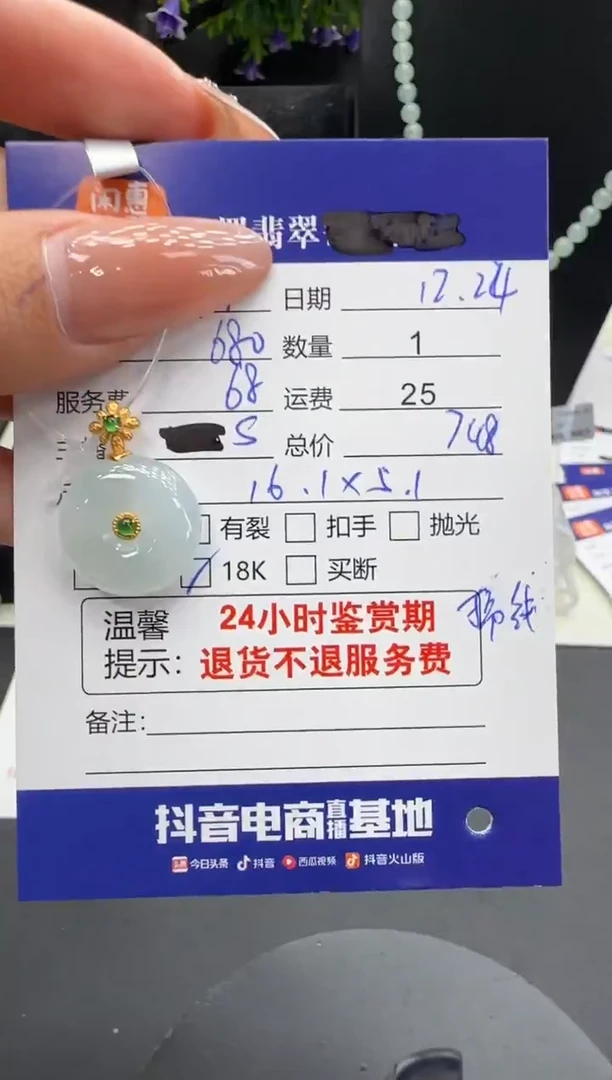 闲惠
翡翠
日期 12.24
680 数量 1
服务费 68 运费 25
S 总价 748
16.1×5.1
有裂 扣手 抛光
18K 买断
温馨提示: 24小时鉴赏期
退货不退服务费
备注:
抖音电商直播基地
今日头条 抖音 西瓜视频 抖音火山版